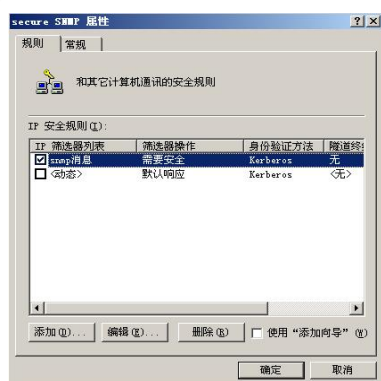 secure SNMP 属性
规则 常规
和其它计算机通讯的安全规则
IP 安全规则(I):
IP 筛选器列表 筛选器操作 身份验证方法 隧道终
snmp消息 需要安全 Kerberos 无
<动态> 默认响应 Kerberos <无>
添加(D)... 编辑(E)... 删除(R) 使用“添加向导”(W)
确定 取消